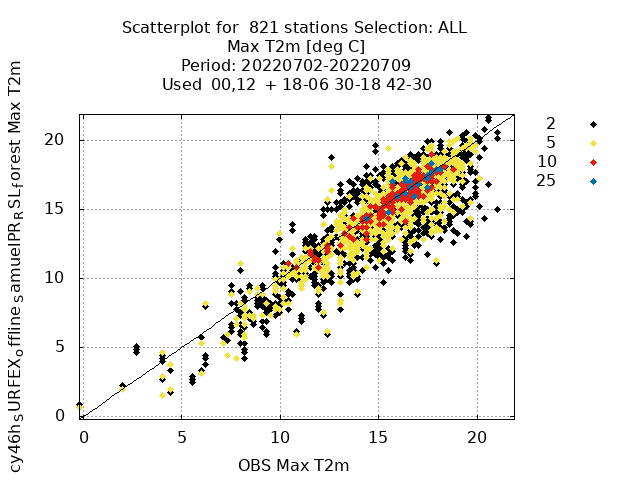 Scatterplot for 821 stations Selection: ALL
Max T2m [deg C]
Period: 20220702-20220709
Used 00,12 + 18-06 30-18 42-30
cy46h_SURFEX_offline_samuelPR_RSL_forest Max T2m
20
15
10
5
0
0
5
10
15
20
OBS Max T2m
2
5
10
25